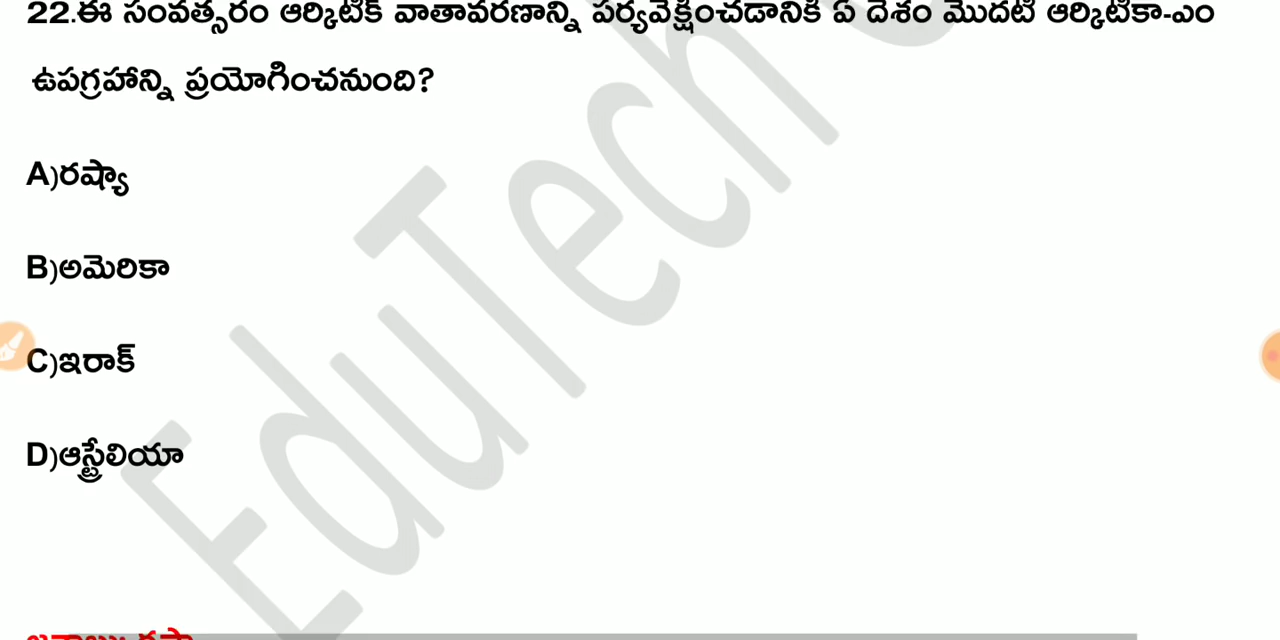 22.ఈ సంవత్సరం ఆర్కిటిక్ వాతావరణాన్ని పర్యవేక్షించడానికి ఏ దేశం మొదటి ఆర్కిటికా-ఎం
ఉపగ్రహాన్ని ప్రయోగించనుంది?
A)రష్యా
B)అమెరికా
C)ఇరాక్
D)ఆస్ట్రేలియా
EduTech